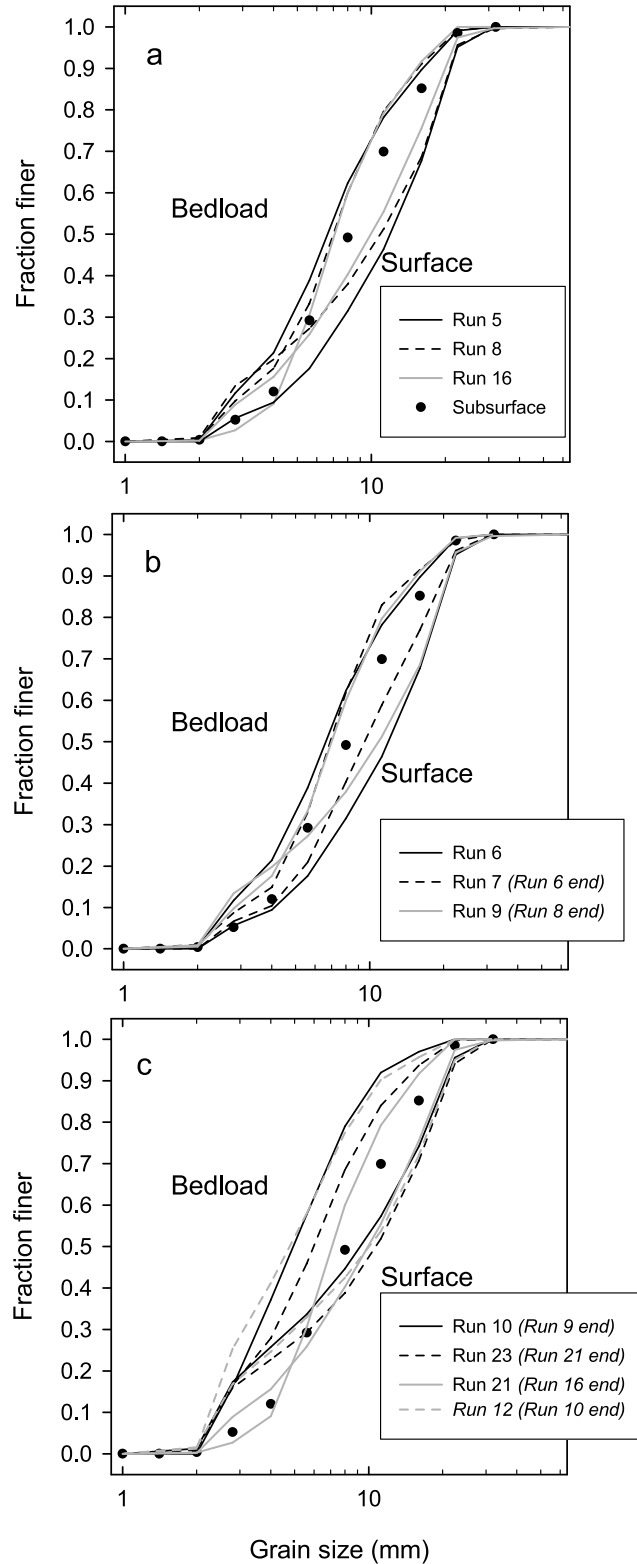 a
1.0
0.9
0.8
0.7
0.6
0.5
0.4
0.3
0.2
0.1
0.0
Fraction finer
Bedload
Surface
Run 5
Run 8
Run 16
Subsurface
1
10
b
1.0
0.9
0.8
0.7
0.6
0.5
0.4
0.3
0.2
0.1
0.0
Fraction finer
Bedload
Surface
Run 6
Run 7 (Run 6 end)
Run 9 (Run 8 end)
1
10
c
1.0
0.9
0.8
0.7
0.6
0.5
0.4
0.3
0.2
0.1
0.0
Fraction finer
Bedload
Surface
Run 10 (Run 9 end)
Run 23 (Run 21 end)
Run 21 (Run 16 end)
Run 12 (Run 10 end)
1
10
Grain size (mm)